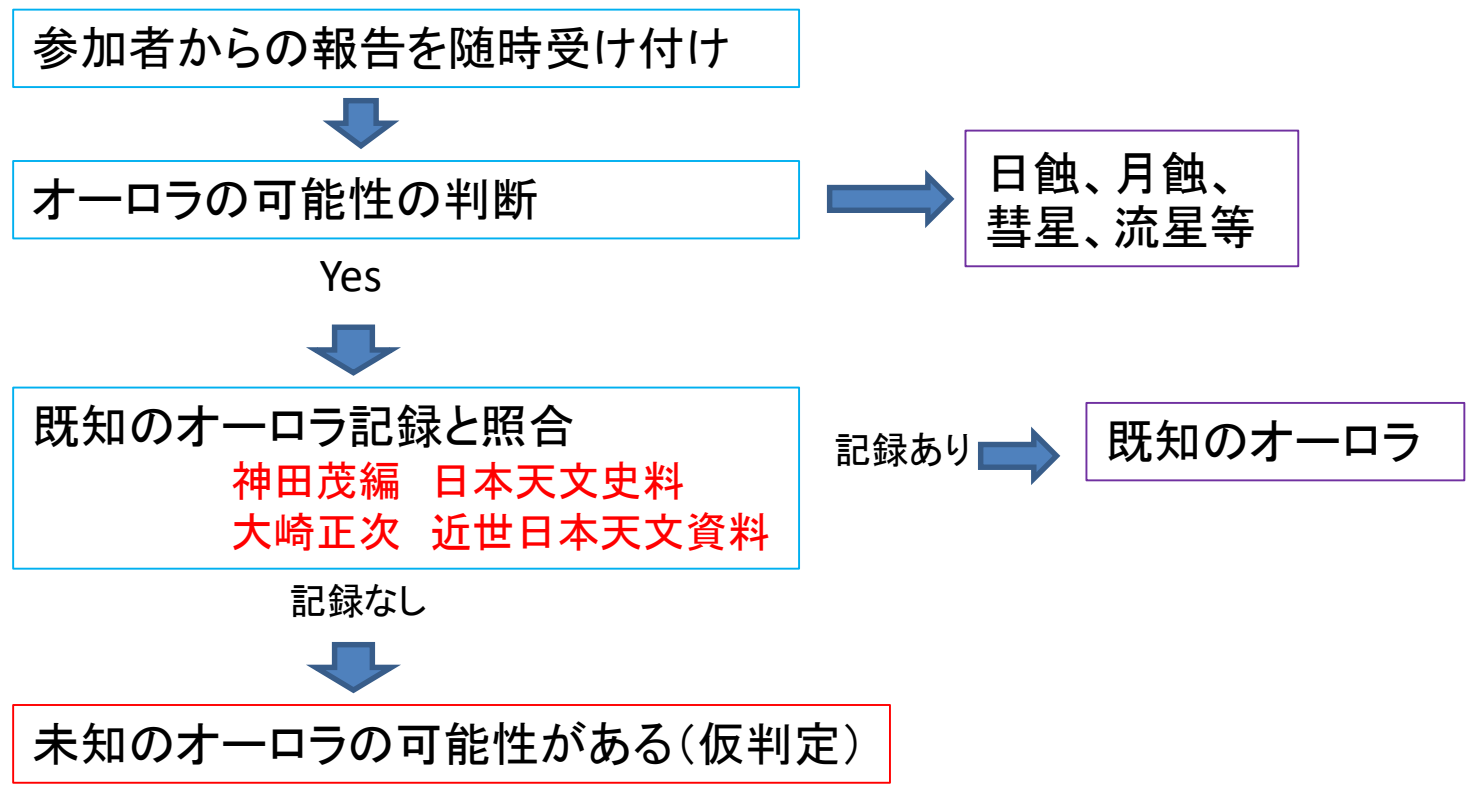 参加者からの報告を随時受け付け
オーロラの可能性の判断
日蝕、月蝕、
彗星、流星等
Yes
既知のオーロラ記録と照合
神田茂編　日本天文史料
大崎正次　近世日本天文資料
記録あり
既知のオーロラ
記録なし
未知のオーロラの可能性がある（仮判定）